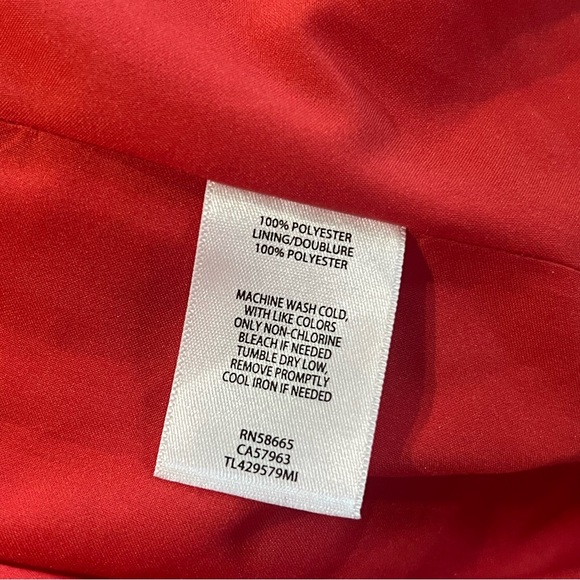 100% POLYESTER
LINING/DOUBLURE
100% POLYESTER
MACHINE WASH COLD,
WITH LIKE COLORS
ONLY NON-CHLORINE
BLEACH IF NEEDED
TUMBLE DRY LOW,
REMOVE PROMPTLY
COOL IRON IF NEEDED
RN58665
CA57963
TL429579MI